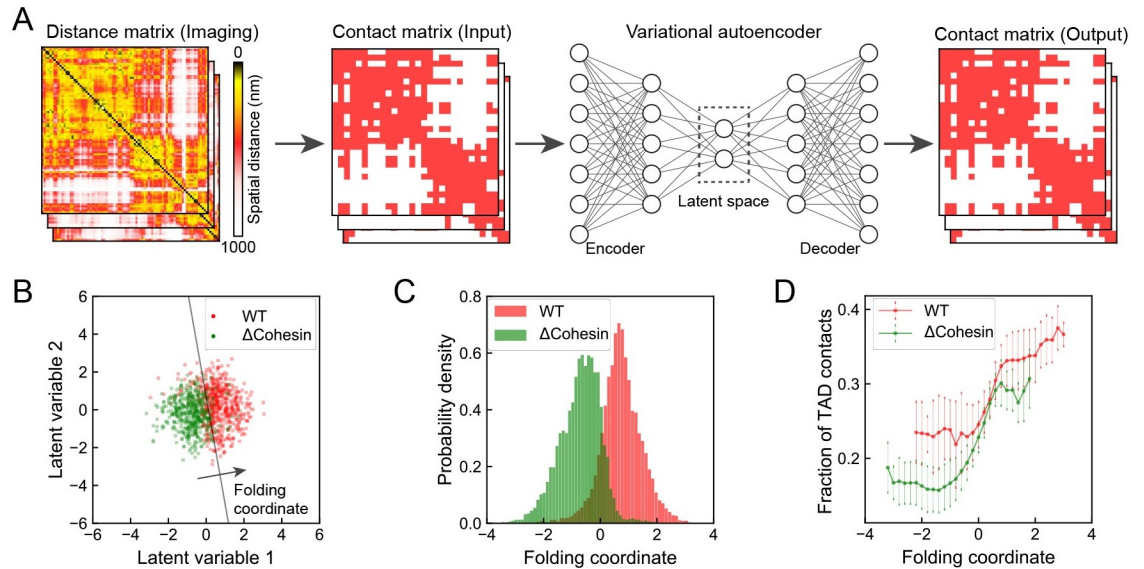 A
Distance matrix (Imaging)
0
Spatial distance (nm)
1000
Contact matrix (Input)
Variational autoencoder
Encoder
Latent space
Decoder
Contact matrix (Output)
B
6
4
2
0
−2
−4
−6
−6
−4
−2
0
2
4
6
Latent variable 2
Latent variable 1
WT
ΔCohesin
Folding
coordinate
C
0.8
0.6
0.4
0.2
0.0
−4
−2
0
2
4
Probability density
Folding coordinate
WT
ΔCohesin
D
0.4
0.3
0.2
−4
−2
0
2
4
Fraction of TAD contacts
Folding coordinate
WT
ΔCohesin